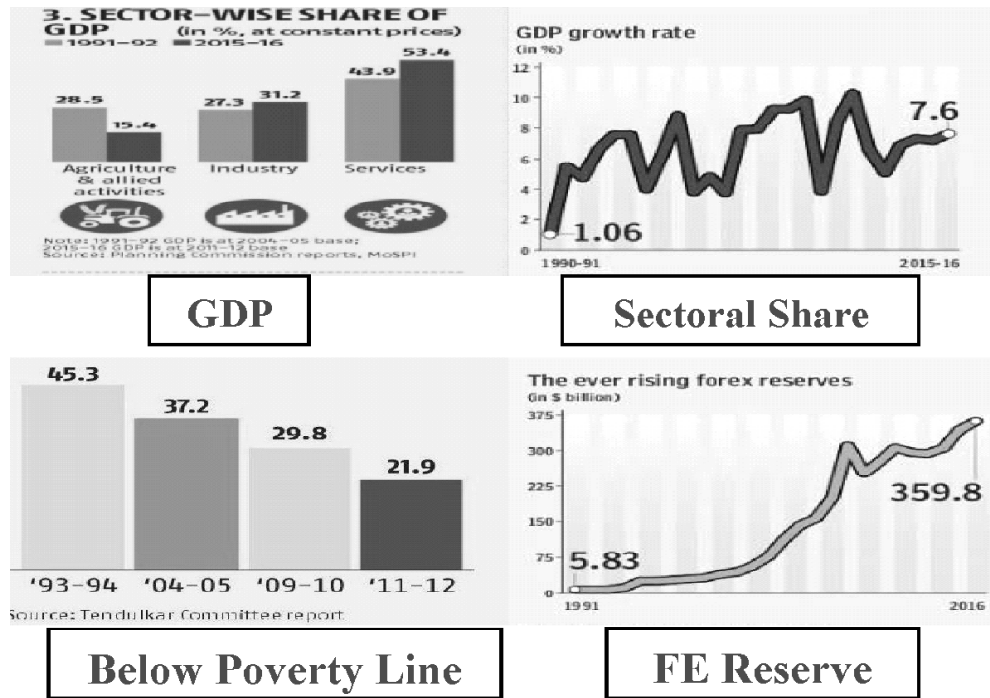 3. SECTOR–WISE SHARE OF
GDP (in %, at constant prices)
1991–92 2015–16
28.5
15.4
27.3
31.2
43.9
53.4
Agriculture
& allied
activities
Industry
Services
Note: 1991–92 GDP is at 2004–05 base;
2015–16 GDP is at 2011–12 base
Source: Planning Commission reports, MoSPI
GDP
GDP growth rate
(in %)
12
10
8
6
4
2
0
7.6
1.06
1990-91 2015-16
Sectoral Share
45.3
37.2
29.8
21.9
‘93–94 ‘04–05 ‘09–10 ‘11–12
Source: Tendulkar Committee report
Below Poverty Line
The ever rising forex reserves
(in $ billion)
375
300
225
150
75
0
359.8
5.83
1991 2016
FE Reserve